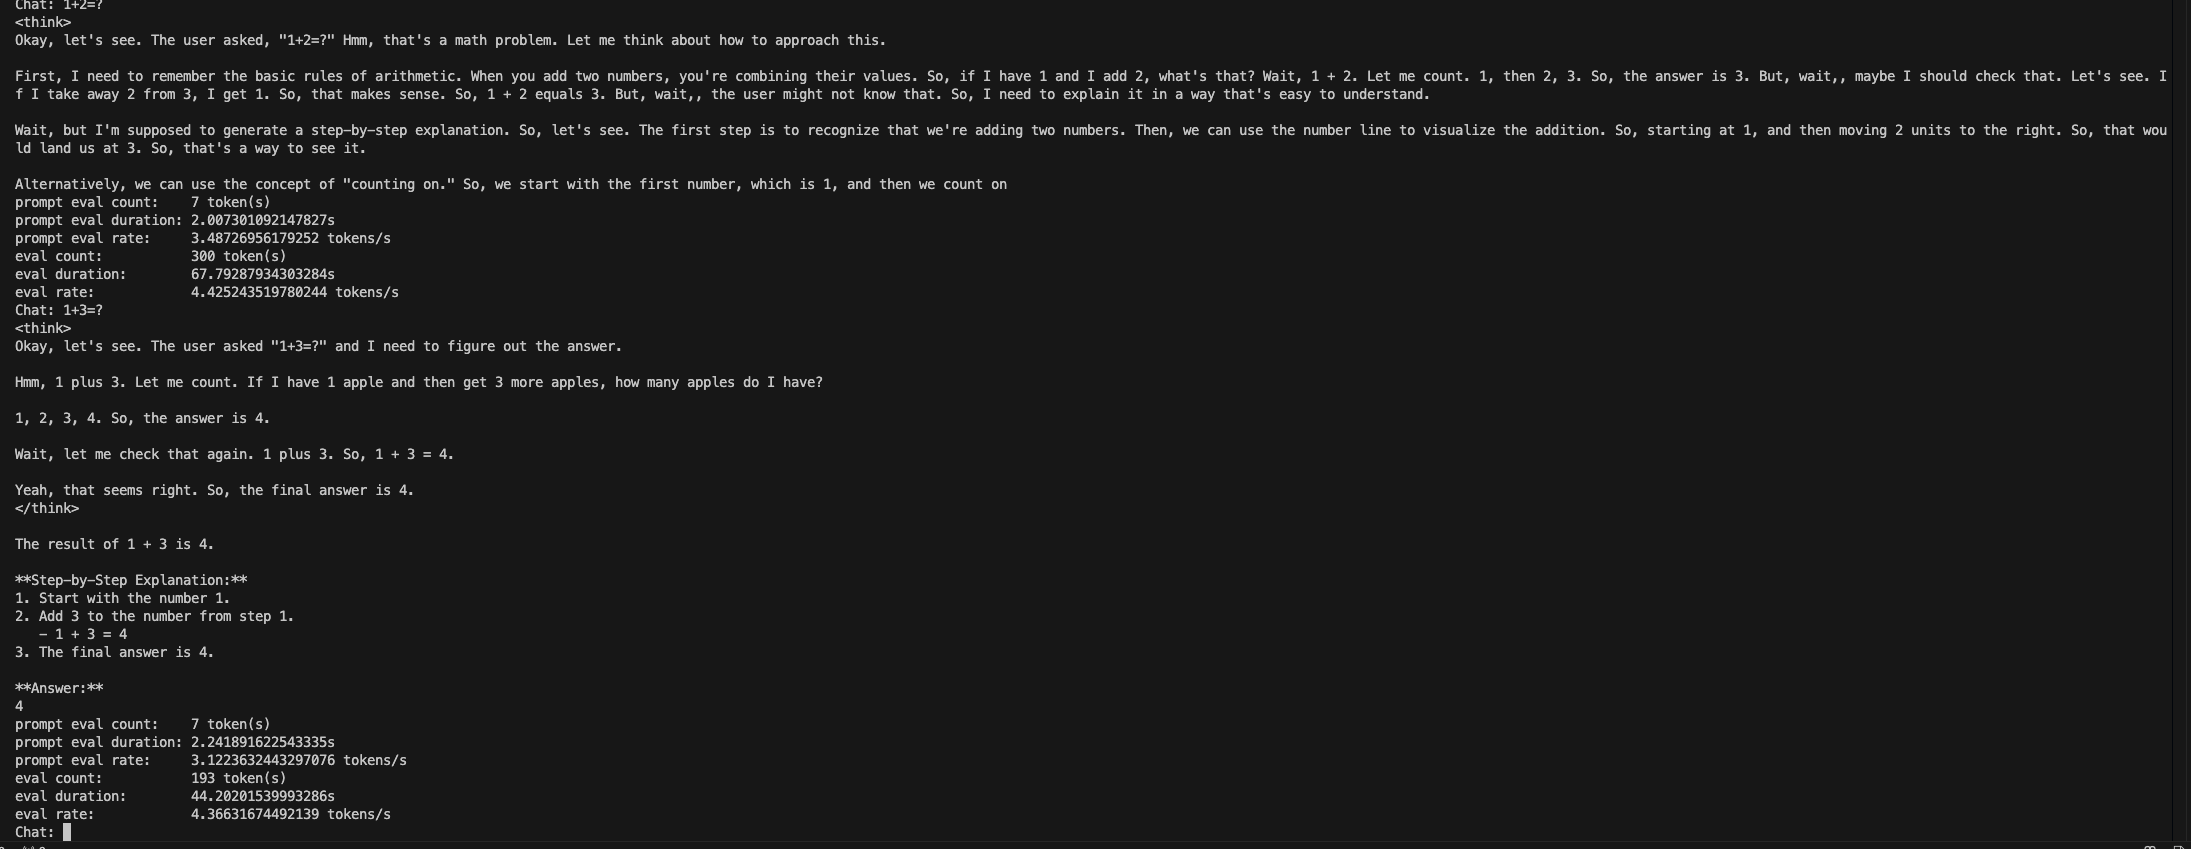 Chat: 1+2=?
<think>
Okay, let's see. The user asked, "1+2=?" Hmm, that's a math problem. Let me think about how to approach this.
First, I need to remember the basic rules of arithmetic. When you add two numbers, you're combining their values. So, if I have 1 and I add 2, what's that? Wait, 1 + 2. Let me count. 1, then 2, 3. So, the answer is 3. But, wait,, maybe I should check that. Let's see. I
f I take away 2 from 3, I get 1. So, that makes sense. So, 1 + 2 equals 3. But, wait,, the user might not know that. So, I need to explain it in a way that's easy to understand.
Wait, but I'm supposed to generate a step-by-step explanation. So, let's see. The first step is to recognize that we're adding two numbers. Then, we can use the number line to visualize the addition. So, starting at 1, and then moving 2 units to the right. So, that wou
ld land us at 3. So, that's a way to see it.
Alternatively, we can use the concept of "counting on." So, we start with the first number, which is 1, and then we count on
prompt eval count:    7 token(s)
prompt eval duration: 2.007301092147827s
prompt eval rate:     3.48726956179252 tokens/s
eval count:           300 token(s)
eval duration:        67.79287934303284s
eval rate:            4.425243519780244 tokens/s
Chat: 1+3=?
<think>
Okay, let's see. The user asked "1+3=?" and I need to figure out the answer.
Hmm, 1 plus 3. Let me count. If I have 1 apple and then get 3 more apples, how many apples do I have?
1, 2, 3, 4. So, the answer is 4.
Wait, let me check that again. 1 plus 3. So, 1 + 3 = 4.
Yeah, that seems right. So, the final answer is 4.
</think>
The result of 1 + 3 is 4.
**Step-by-Step Explanation:**
1. Start with the number 1.
2. Add 3 to the number from step 1.
   - 1 + 3 = 4
3. The final answer is 4.
**Answer:**
4
prompt eval count:    7 token(s)
prompt eval duration: 2.241891622543335s
prompt eval rate:     3.1223632443297076 tokens/s
eval count:           193 token(s)
eval duration:        44.20201539993286s
eval rate:            4.36631674492139 tokens/s
Chat: